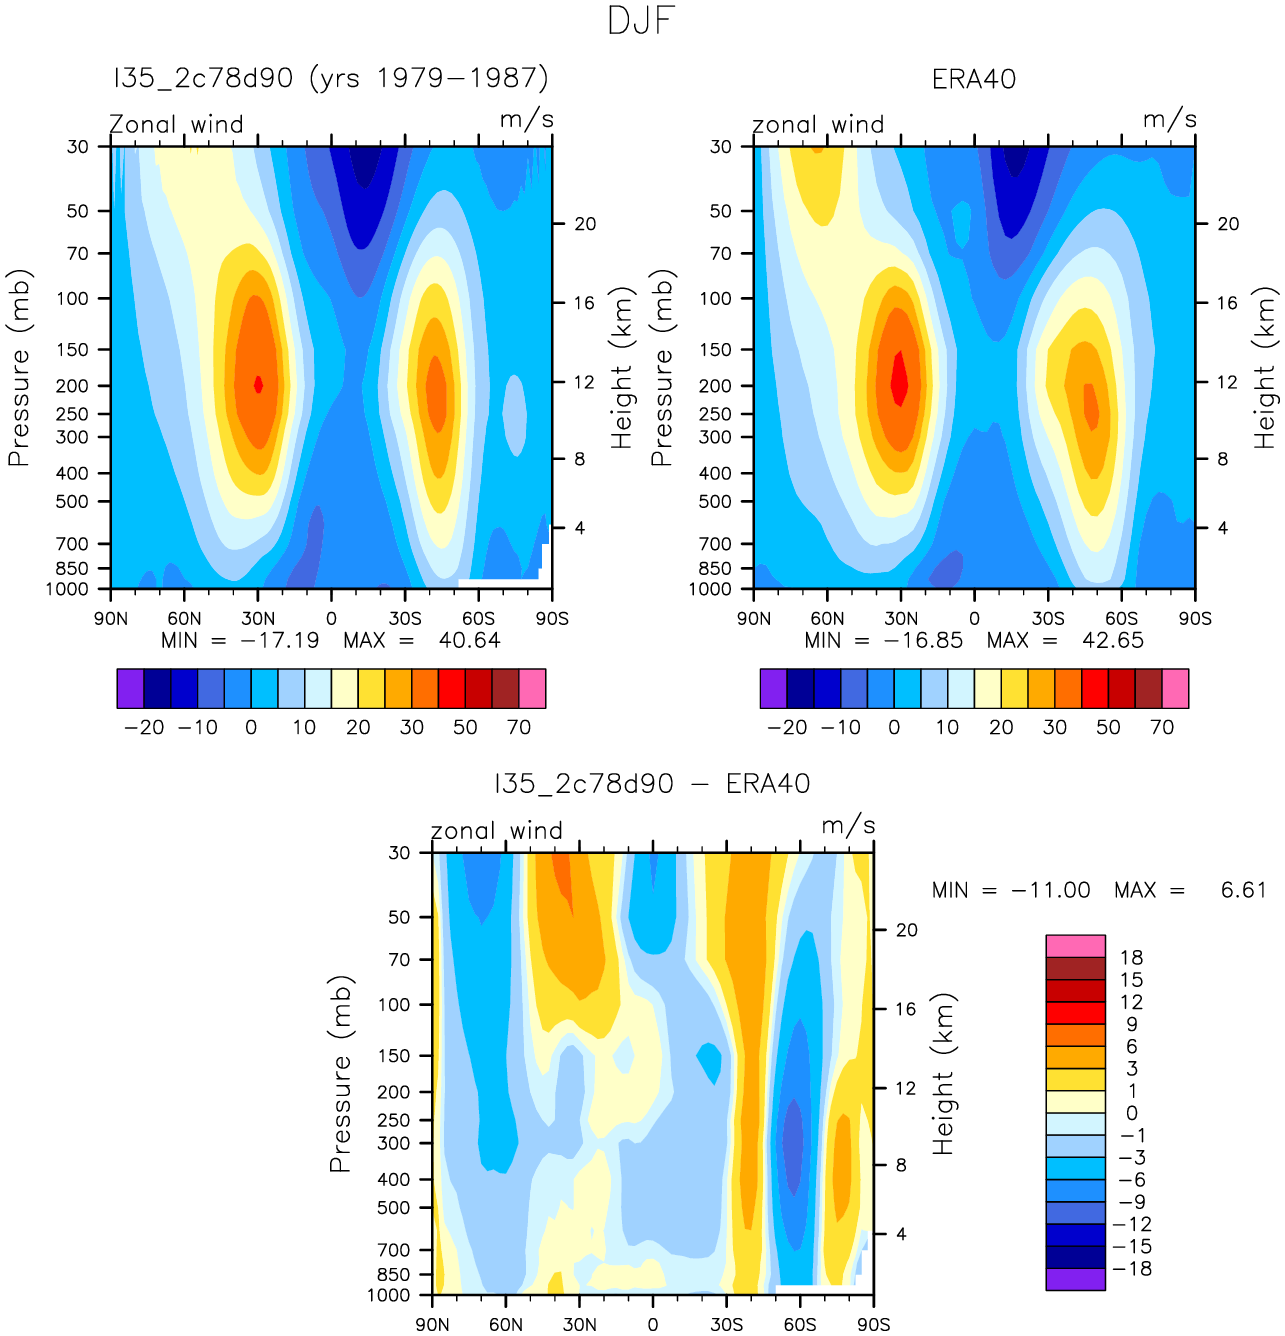 DJF
I35_2c78d90 (yrs 1979−1987)
Zonal wind
m/s
30
50
70
100
150
200
250
300
400
500
700
850
1000
Pressure (mb)
20
16
12
8
4
Height (km)
90N 60N 30N 0 30S 60S 90S
MIN = −17.19 MAX = 40.64
−20 −10 0 10 20 30 50 70
ERA40
zonal wind
m/s
30
50
70
100
150
200
250
300
400
500
700
850
1000
Pressure (mb)
20
16
12
8
4
Height (km)
90N 60N 30N 0 30S 60S 90S
MIN = −16.85 MAX = 42.65
−20 −10 0 10 20 30 50 70
I35_2c78d90 − ERA40
zonal wind
m/s
30
50
70
100
150
200
250
300
400
500
700
850
1000
Pressure (mb)
20
16
12
8
4
Height (km)
90N 60N 30N 0 30S 60S 90S
MIN = −11.00 MAX = 6.61
18
15
12
9
6
3
1
0
−1
−3
−6
−9
−12
−15
−18